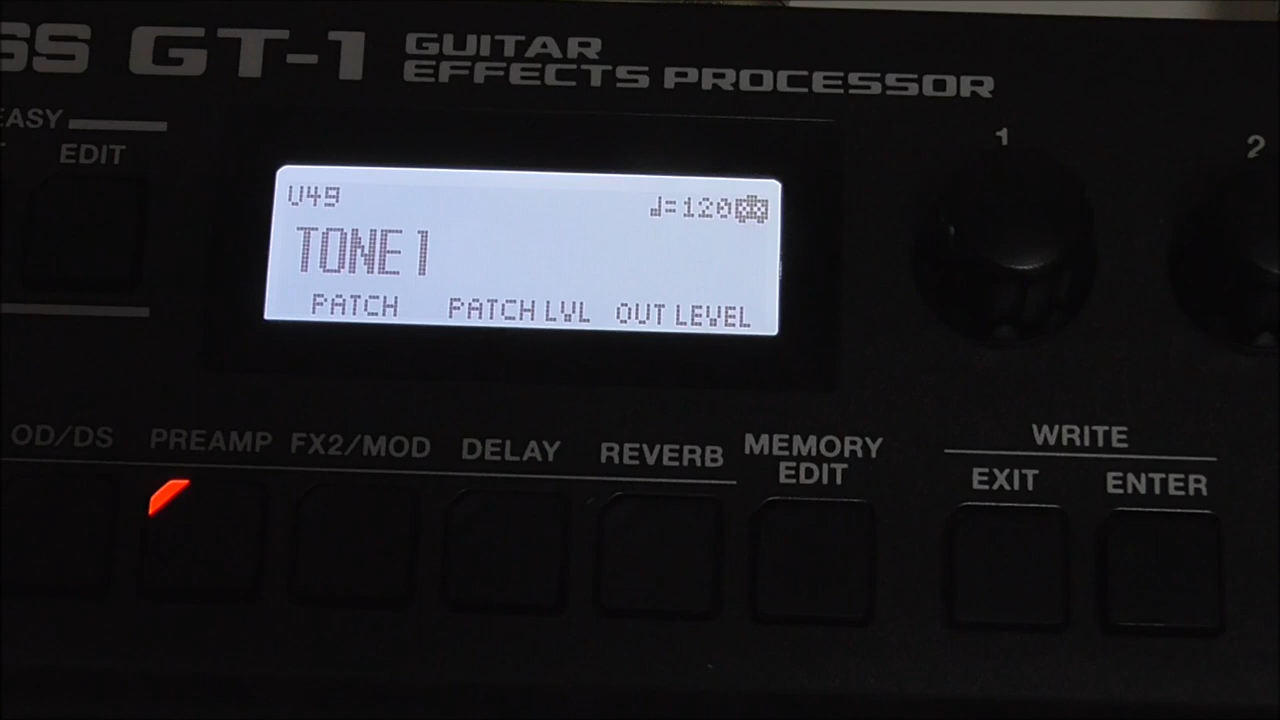 SS GT-1 GUITAR
EFFECTS PROCESSOR
EASY
EDIT
1
2
U49
♩=120
TONE1
PATCH PATCH LVL OUT LEVEL
OD/DS PREAMP FX2/MOD DELAY REVERB MEMORY
EDIT
WRITE
EXIT ENTER